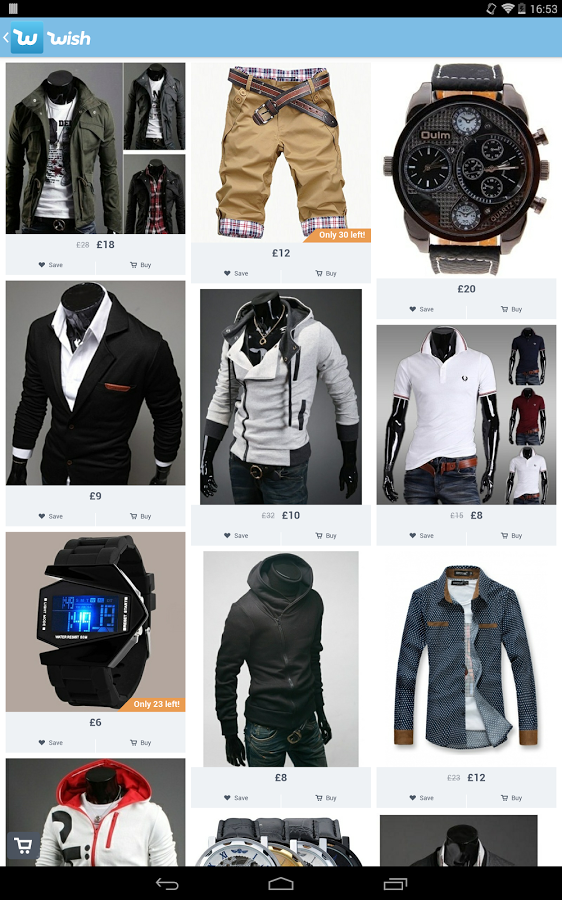 16:53
wish
£28 £18
Save Buy
Only 30 left!
£12
Save Buy
Oulm
QUARTZ
£20
Save Buy
£9
Save Buy
£32 £10
Save Buy
£15 £8
Save Buy
WATER RESIST 50M
Only 23 left!
£6
Save Buy
£8
Save Buy
£23 £12
Save Buy